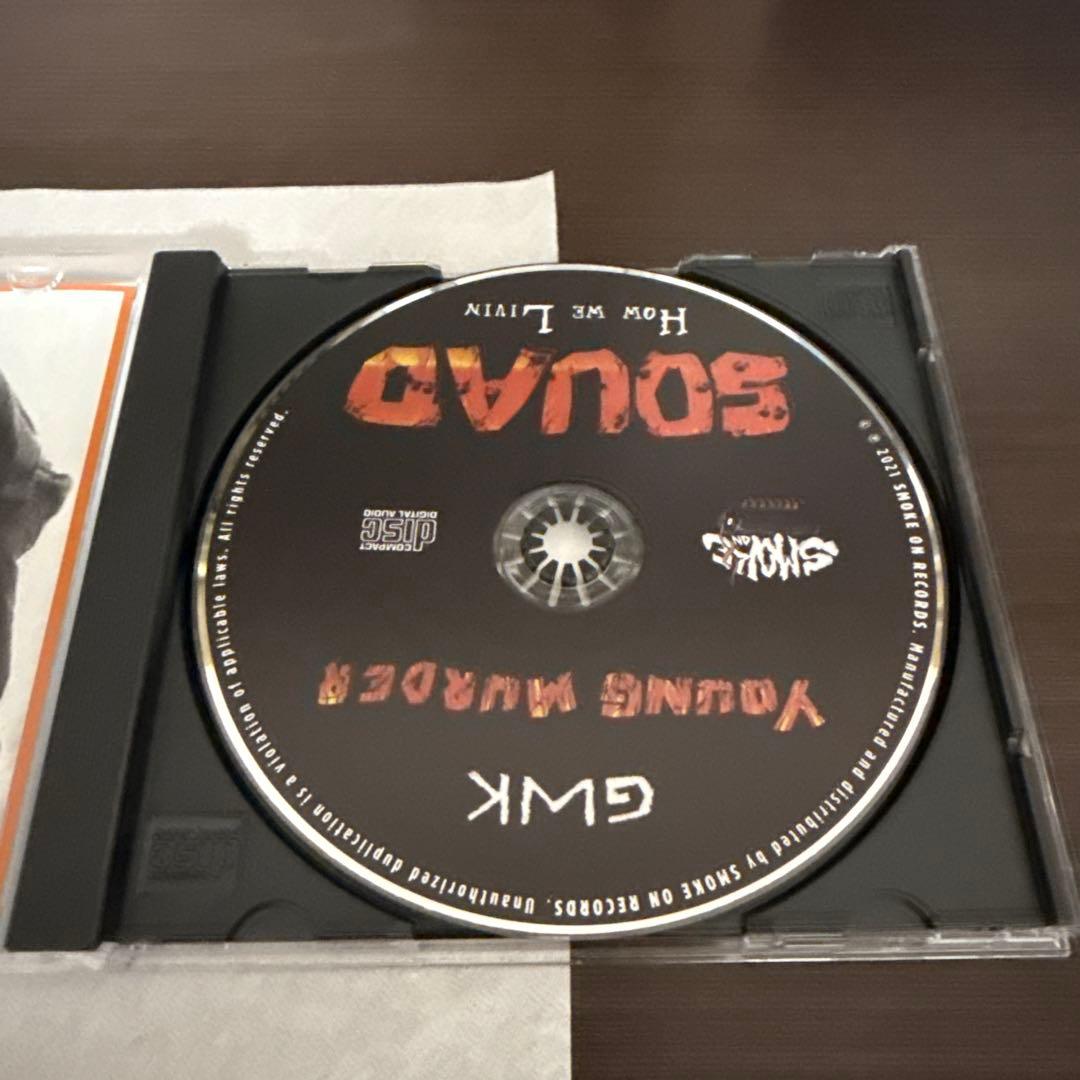 GMK
YOUNG MURDER
SMOKE
ON
COMPACT
disc
DIGITAL AUDIO
SQUAD
HOW WE LIVIN
© ℗ 2021 SMOKE ON RECORDS. Manufactured and distributed by SMOKE ON RECORDS. Unauthorized duplication is a violation of applicable laws. All rights reserved.